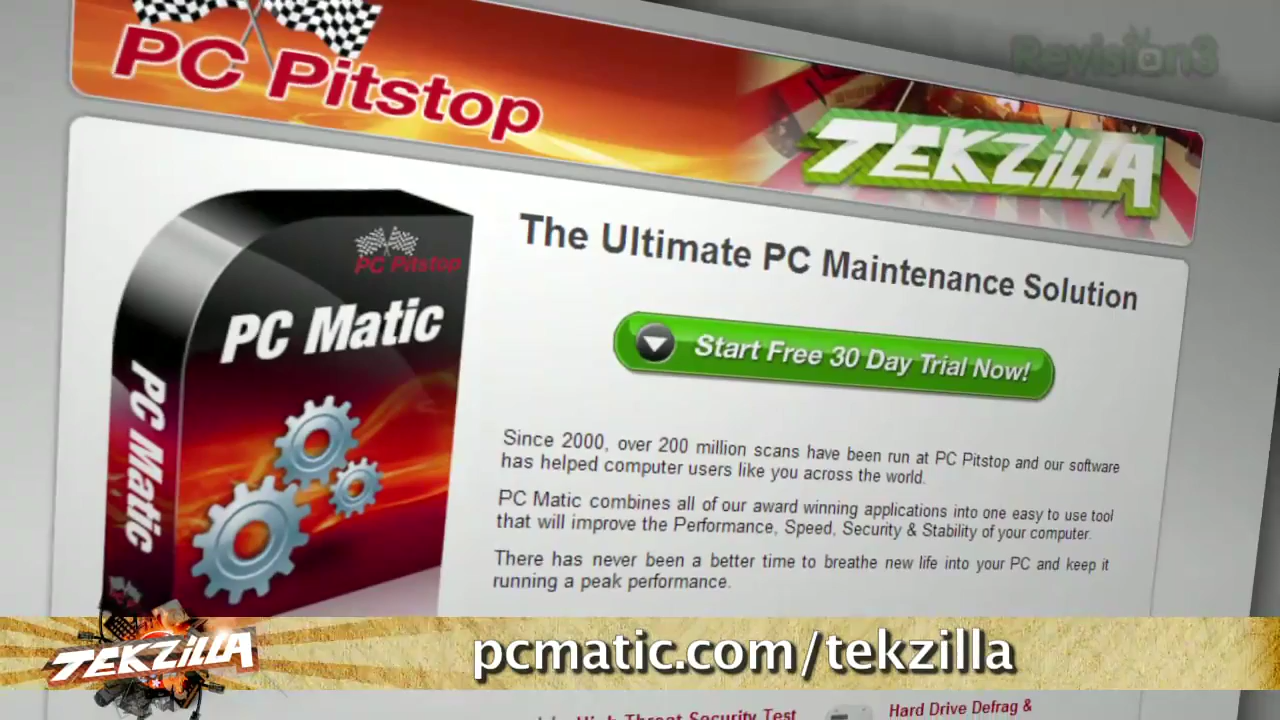 Revision3
PC Pitstop
TEKZILLA
PC Pitstop
PC Matic
PC Matic
The Ultimate PC Maintenance Solution
Start Free 30 Day Trial Now!
Since 2000, over 200 million scans have been run at PC Pitstop and our software
has helped computer users like you across the world.
PC Matic combines all of our award winning applications into one easy to use tool
that will improve the Performance, Speed, Security & Stability of your computer.
There has never been a better time to breathe new life into your PC and keep it
running a peak performance.
TEKZILLA
pcmatic.com/tekzilla
High Threat Security Test
Hard Drive Defrag &